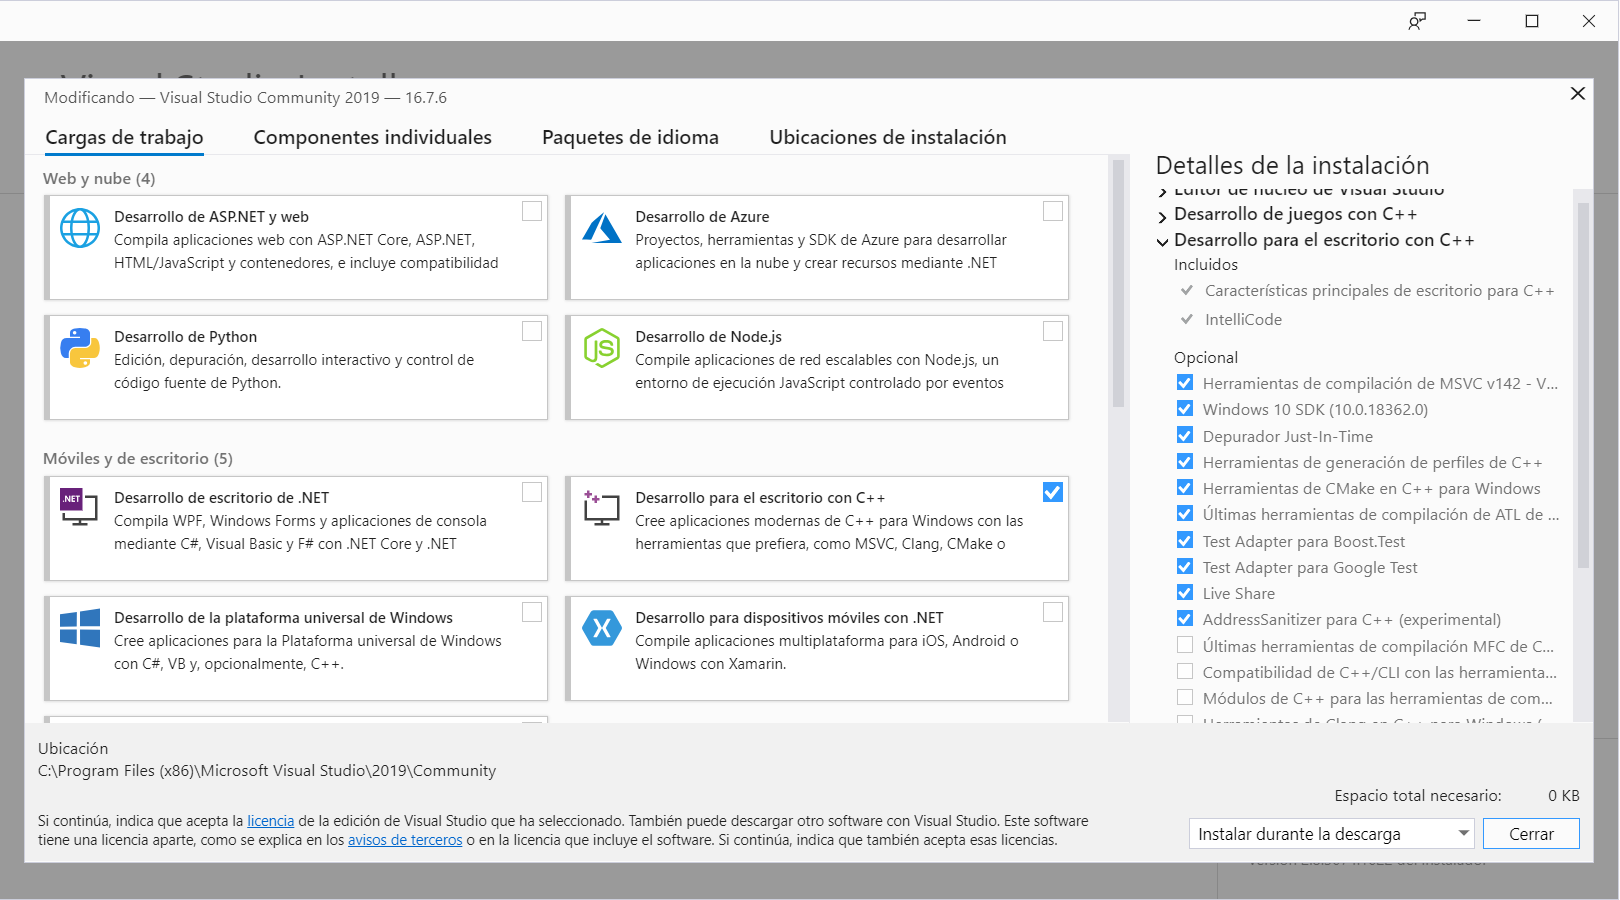 Modificando — Visual Studio Community 2019 — 16.7.6
Cargas de trabajo
Componentes individuales
Paquetes de idioma
Ubicaciones de instalación
Web y nube (4)
Desarrollo de ASP.NET y web
Compila aplicaciones web con ASP.NET Core, ASP.NET,
HTML/JavaScript y contenedores, e incluye compatibilidad
Desarrollo de Azure
Proyectos, herramientas y SDK de Azure para desarrollar
aplicaciones en la nube y crear recursos mediante .NET
Desarrollo de Python
Edición, depuración, desarrollo interactivo y control de
código fuente de Python.
Desarrollo de Node.js
Compile aplicaciones de red escalables con Node.js, un
entorno de ejecución JavaScript controlado por eventos
JS
Móviles y de escritorio (5)
.NET
Desarrollo de escritorio de .NET
Compila WPF, Windows Forms y aplicaciones de consola
mediante C#, Visual Basic y F# con .NET Core y .NET
Desarrollo para el escritorio con C++
Cree aplicaciones modernas de C++ para Windows con las
herramientas que prefiera, como MSVC, Clang, CMake o
Desarrollo de la plataforma universal de Windows
Cree aplicaciones para la Plataforma universal de Windows
con C#, VB y, opcionalmente, C++.
Desarrollo para dispositivos móviles con .NET
Compile aplicaciones multiplataforma para iOS, Android o
Windows con Xamarin.
Detalles de la instalación
de núcleo de Visual Studio
Desarrollo de juegos con C++
Desarrollo para el escritorio con C++
Incluidos
Características principales de escritorio para C++
IntelliCode
Opcional
Herramientas de compilación de MSVC v142 - V...
Windows 10 SDK (10.0.18362.0)
Depurador Just-In-Time
Herramientas de generación de perfiles de C++
Herramientas de CMake en C++ para Windows
Últimas herramientas de compilación de ATL de ...
Test Adapter para Boost.Test
Test Adapter para Google Test
Live Share
AddressSanitizer para C++ (experimental)
Últimas herramientas de compilación MFC de C...
Compatibilidad de C++/CLI con las herramienta...
Módulos de C++ para las herramientas de com...
Ubicación
C:\Program Files (x86)\Microsoft Visual Studio\2019\Community
Espacio total necesario: 0 KB
Si continúa, indica que acepta la licencia de la edición de Visual Studio que ha seleccionado. También puede descargar otro software con Visual Studio. Este software
tiene una licencia aparte, como se explica en los avisos de terceros o en la licencia que incluye el software. Si continúa, indica que también acepta esas licencias.
Instalar durante la descarga
Cerrar